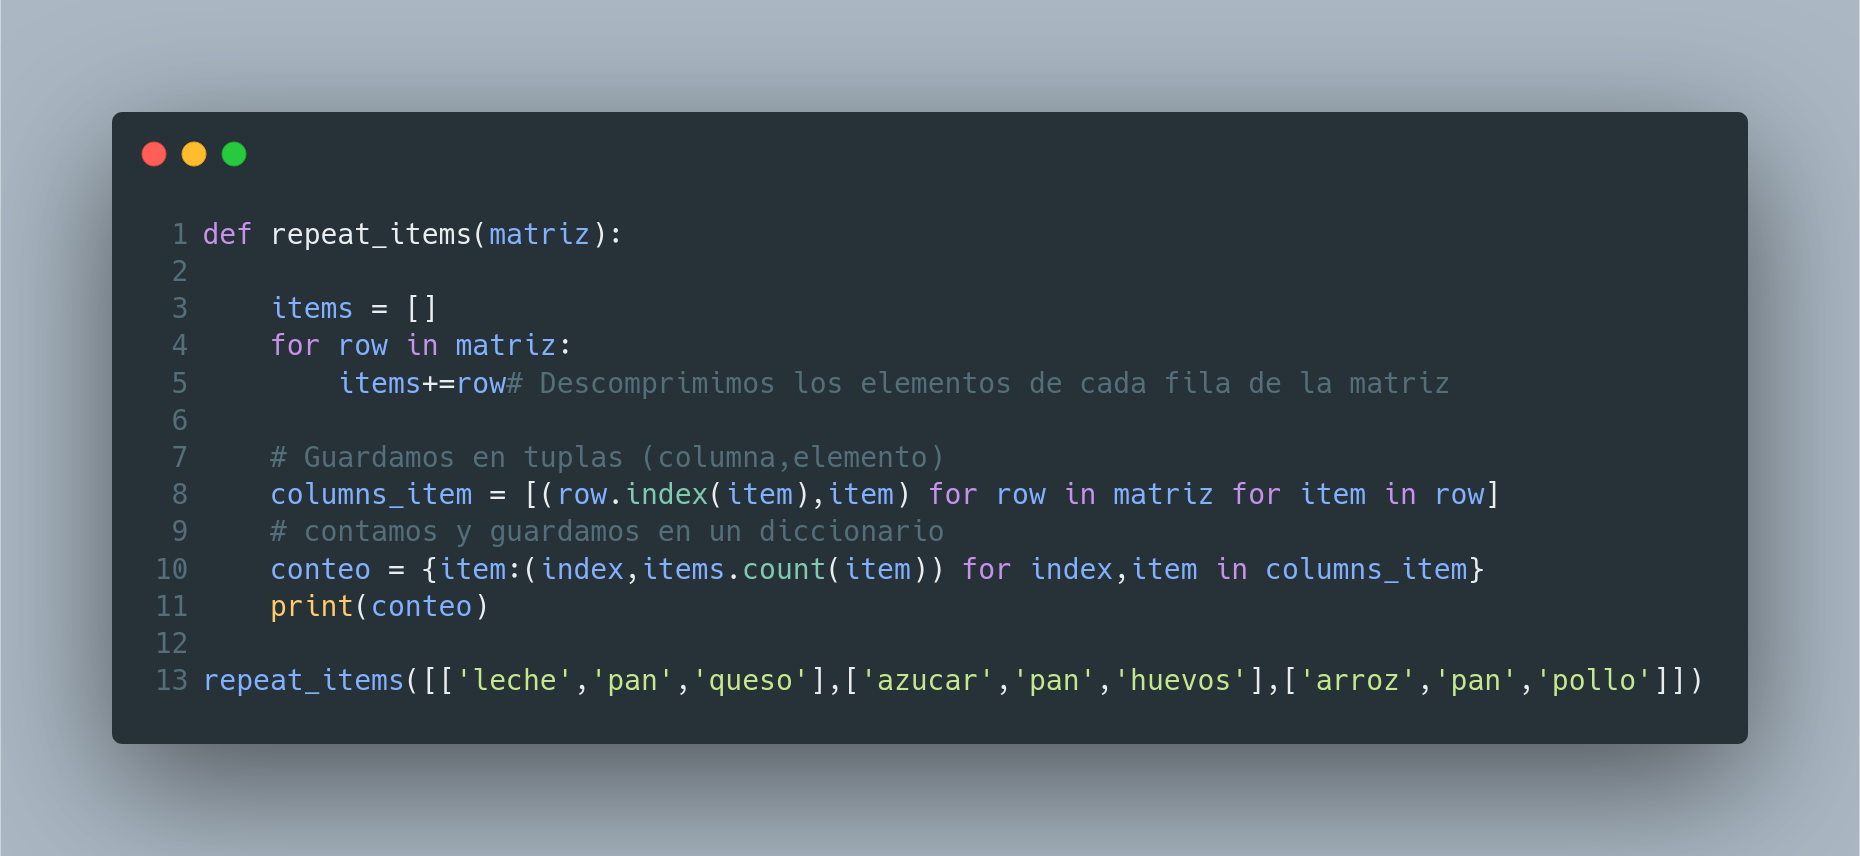 1 def repeat_items(matriz):
2
3     items = []
4     for row in matriz:
5         items+=row# Descomprimimos los elementos de cada fila de la matriz
6
7     # Guardamos en tuplas (columna,elemento)
8     columns_item = [(row.index(item),item) for row in matriz for item in row]
9     # contamos y guardamos en un diccionario
10     conteo = {item:(index,items.count(item)) for index,item in columns_item}
11     print(conteo)
12
13 repeat_items([['leche','pan','queso'],['azucar','pan','huevos'],['arroz','pan','pollo']])